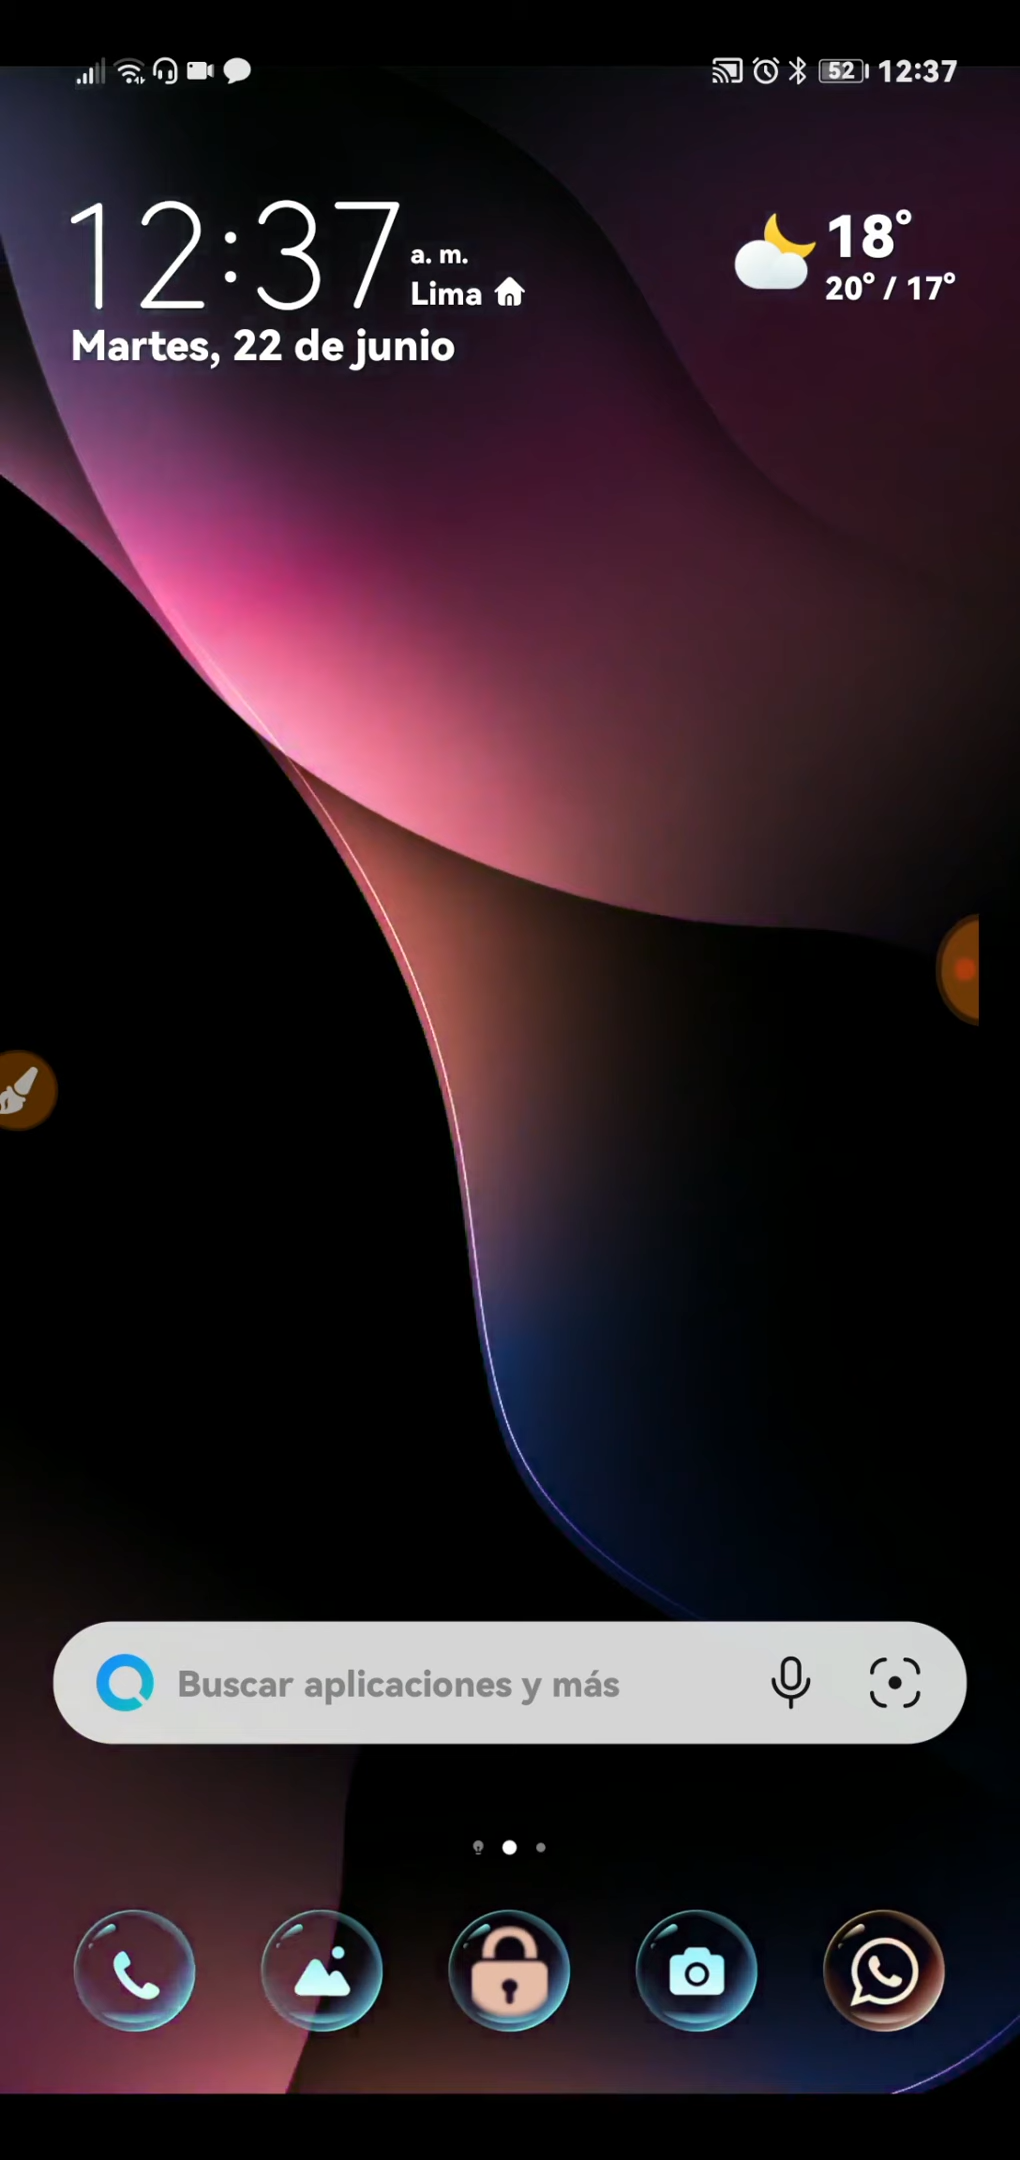 52 12:37
12:37
a. m.
Lima
Martes, 22 de junio
18°
20° / 17°
Buscar aplicaciones y más